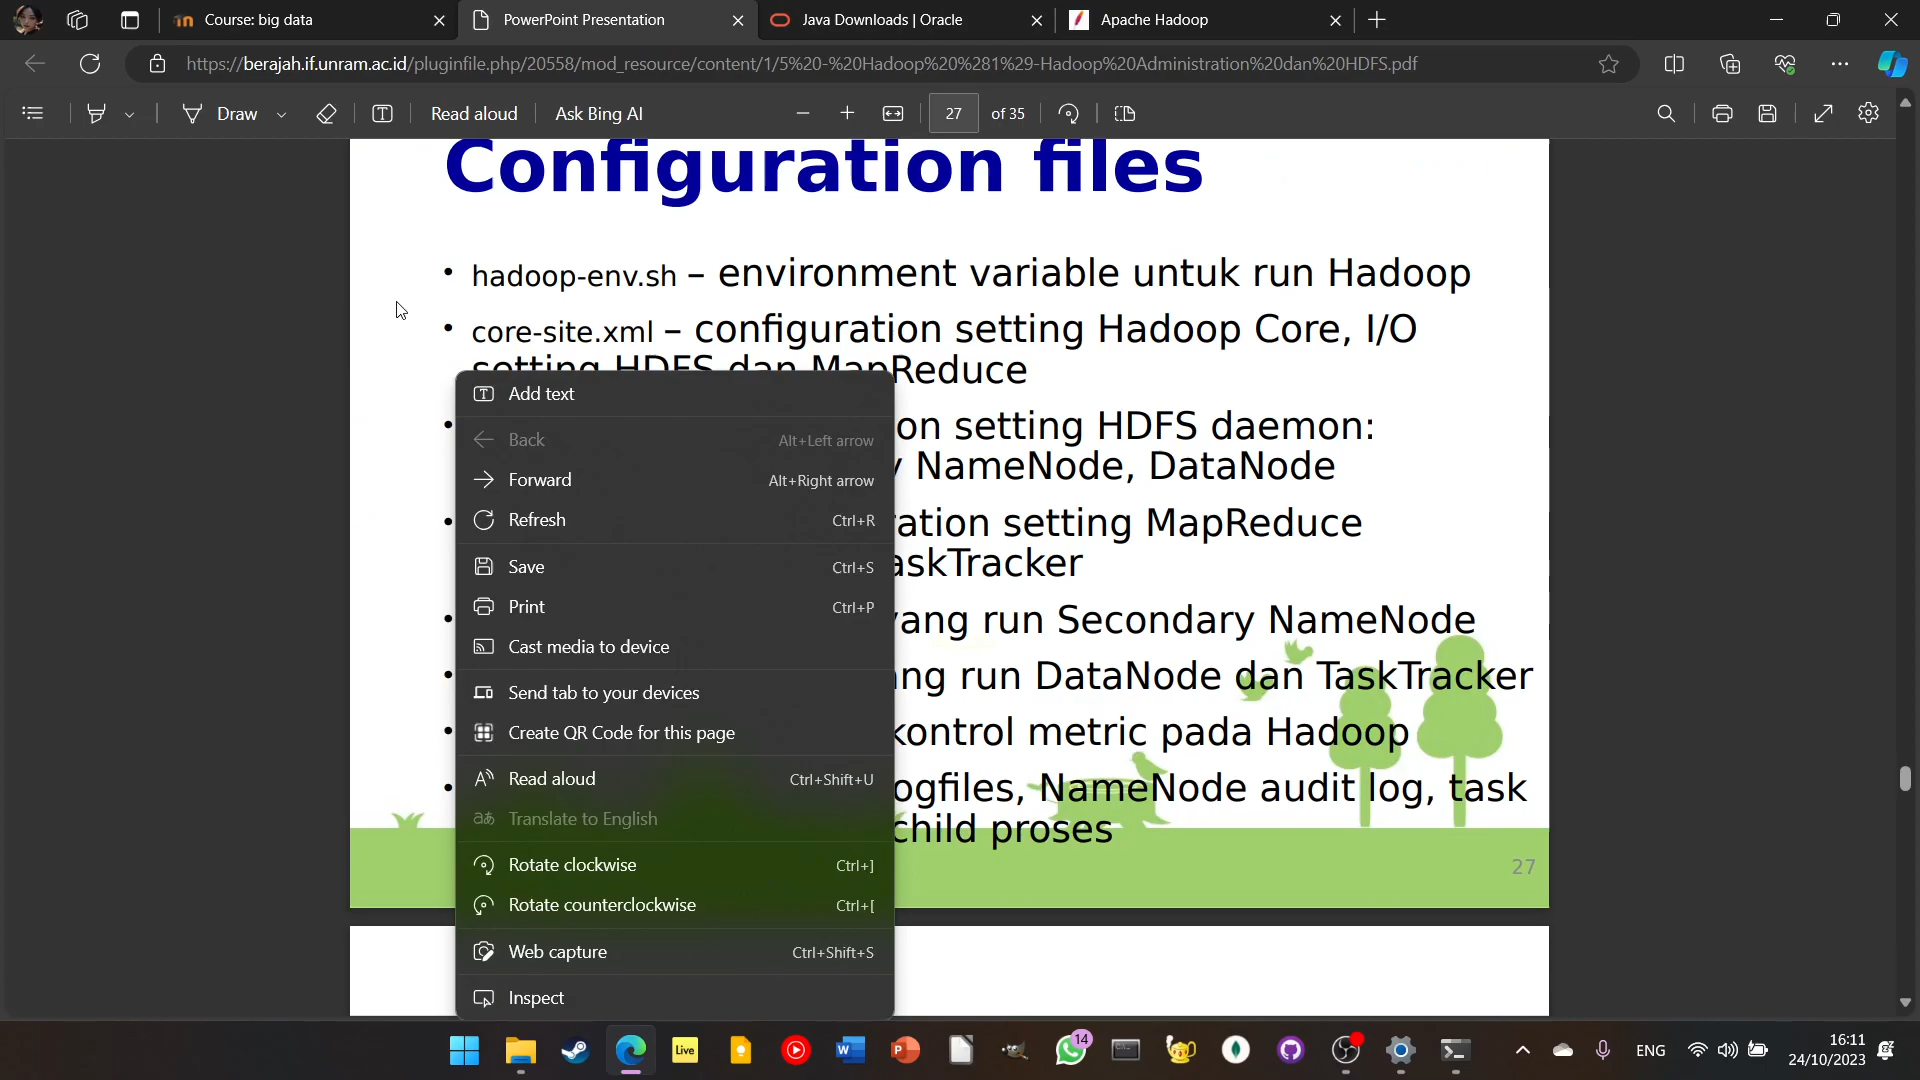 Course: big data
PowerPoint Presentation
Java Downloads | Oracle
Apache Hadoop
https://berajah.if.unram.ac.id/pluginfile.php/20558/mod_resource/content/1/5%20-%20Hadoop%20%281%29-Hadoop%20Administration%20dan%20HDFS.pdf
Draw
Read aloud
Ask Bing AI
27 of 35
Configuration files
• hadoop-env.sh – environment variable untuk run Hadoop
• core-site.xml – configuration setting Hadoop Core, I/O
setting HDFS dan MapReduce
on setting HDFS daemon:
NameNode, DataNode
ation setting MapReduce
askTracker
yang run Secondary NameNode
ng run DataNode dan TaskTracker
kontrol metric pada Hadoop
ogfiles, NameNode audit log, task
child proses
27
Add text
Back Alt+Left arrow
Forward Alt+Right arrow
Refresh Ctrl+R
Save Ctrl+S
Print Ctrl+P
Cast media to device
Send tab to your devices
Create QR Code for this page
Read aloud Ctrl+Shift+U
Translate to English
Rotate clockwise Ctrl+]
Rotate counterclockwise Ctrl+[
Web capture Ctrl+Shift+S
Inspect
Live
14
ENG
16:11
24/10/2023